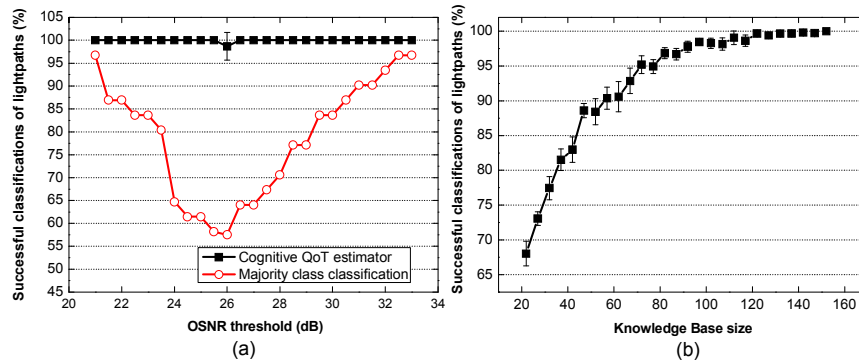 Successful classifications of lightpaths (%)
105
100
95
90
85
80
75
70
65
60
55
50
45
Cognitive QoT estimator
Majority class classification
20 22 24 26 28 30 32 34
OSNR threshold (dB)
(a)
Successful classifications of lightpaths (%)
100
95
90
85
80
75
70
65
20 40 60 80 100 120 140 160
Knowledge Base size
(b)